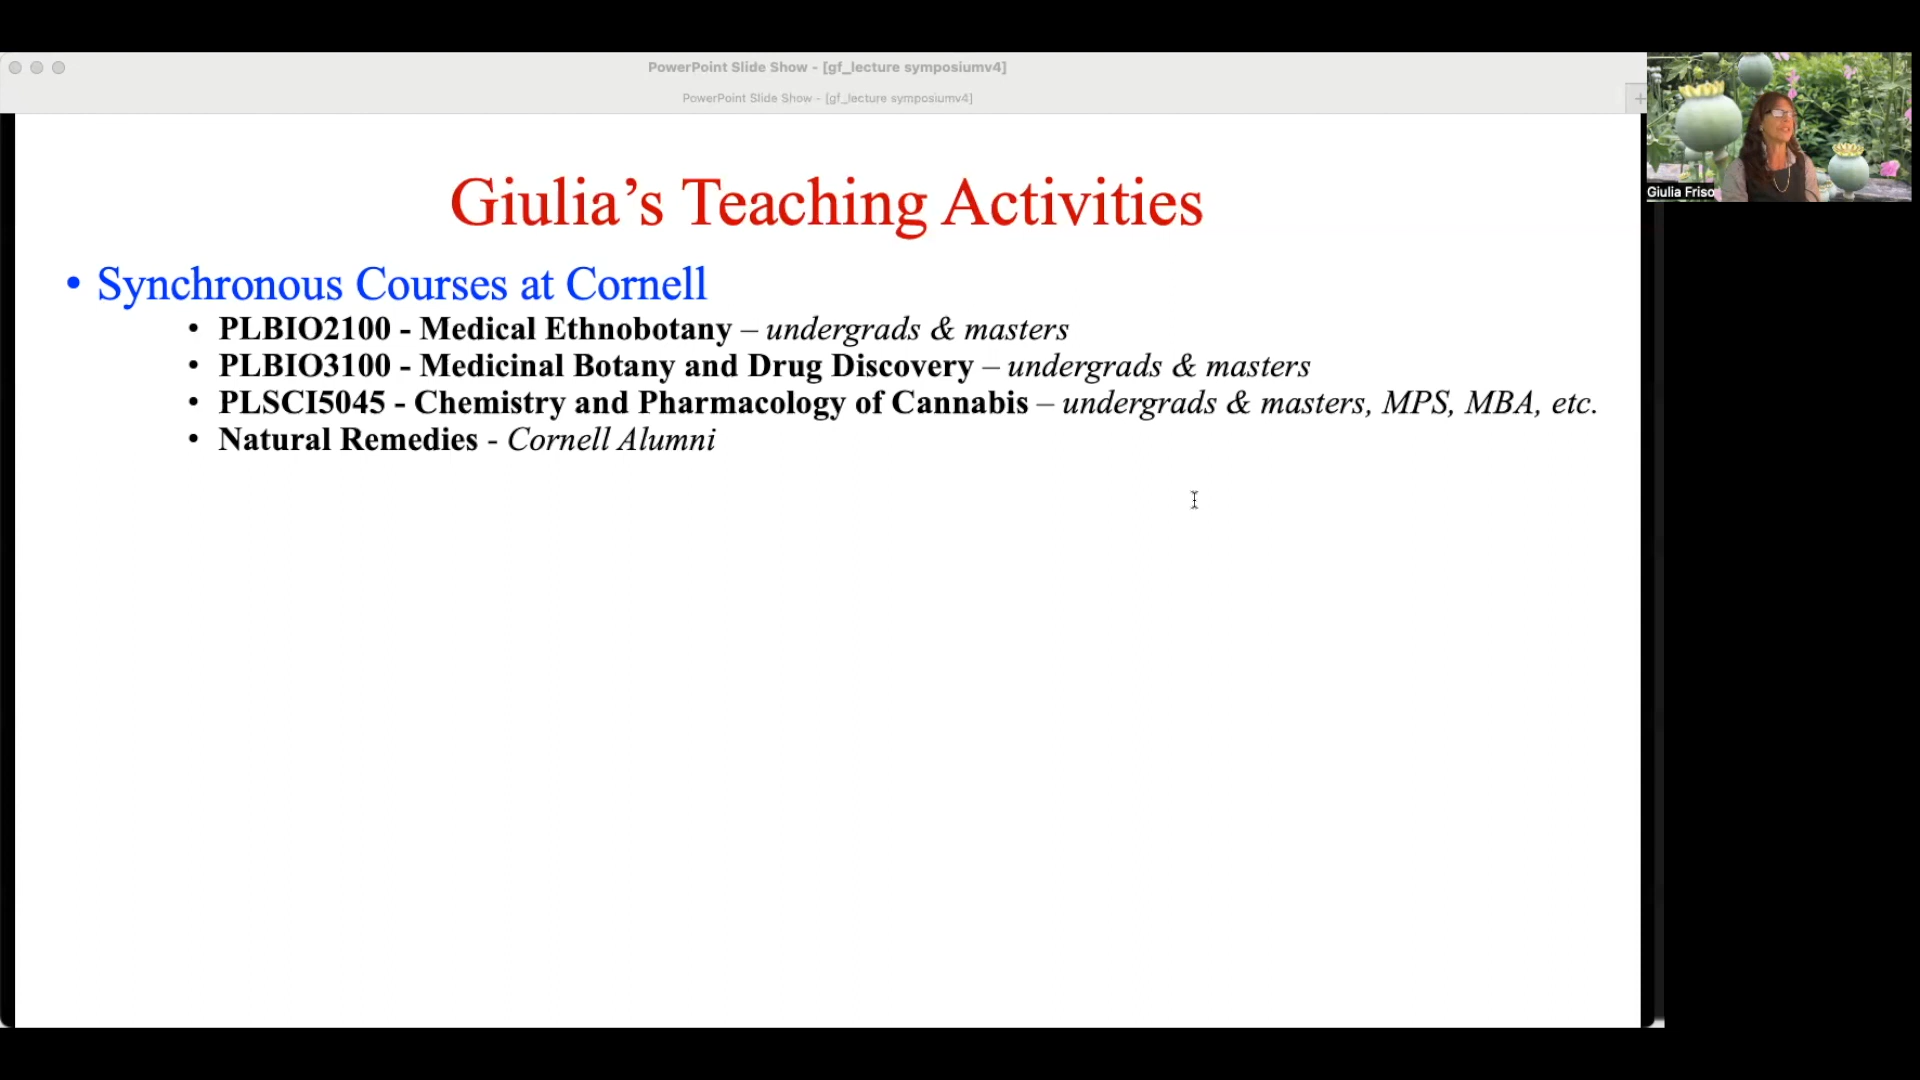 PowerPoint Slide Show - [gf_lecture symposiumv4]
PowerPoint Slide Show - [gf_lecture symposiumv4]
Giulia Friso
Giulia’s Teaching Activities
• Synchronous Courses at Cornell
• PLBIO2100 - Medical Ethnobotany – undergrads & masters
• PLBIO3100 - Medicinal Botany and Drug Discovery – undergrads & masters
• PLSCI5045 - Chemistry and Pharmacology of Cannabis – undergrads & masters, MPS, MBA, etc.
• Natural Remedies - Cornell Alumni